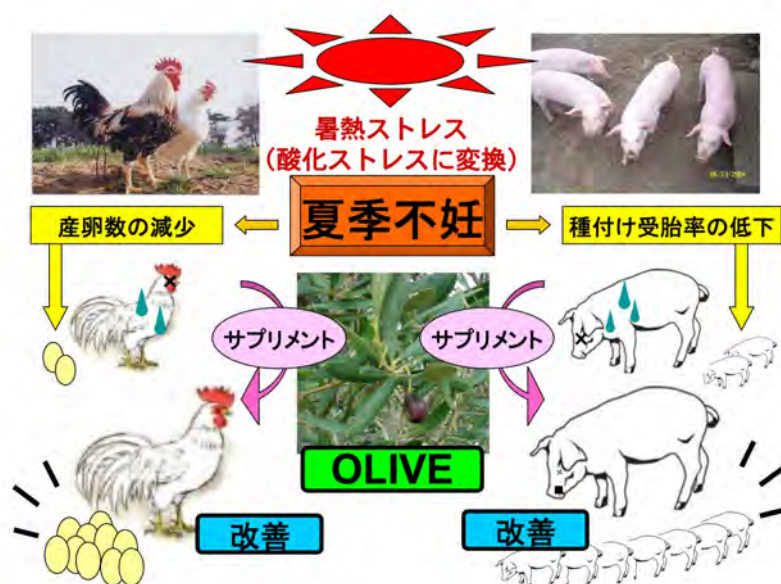 暑熱ストレス
(酸化ストレスに変換)
夏季不妊
産卵数の減少
種付け受胎率の低下
サプリメント
サプリメント
OLIVE
改善
改善